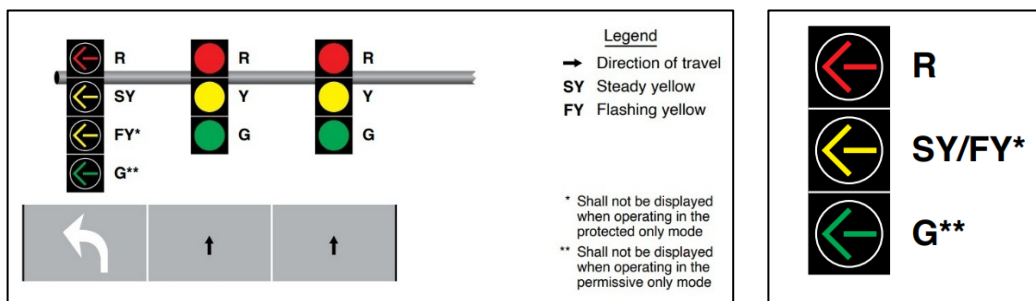 R
SY
FY*
G**
R
Y
G
R
Y
G
Legend
Direction of travel
SY Steady yellow
FY Flashing yellow
* Shall not be displayed
when operating in the
protected only mode
** Shall not be displayed
when operating in the
permissive only mode
R
SY/FY*
G**